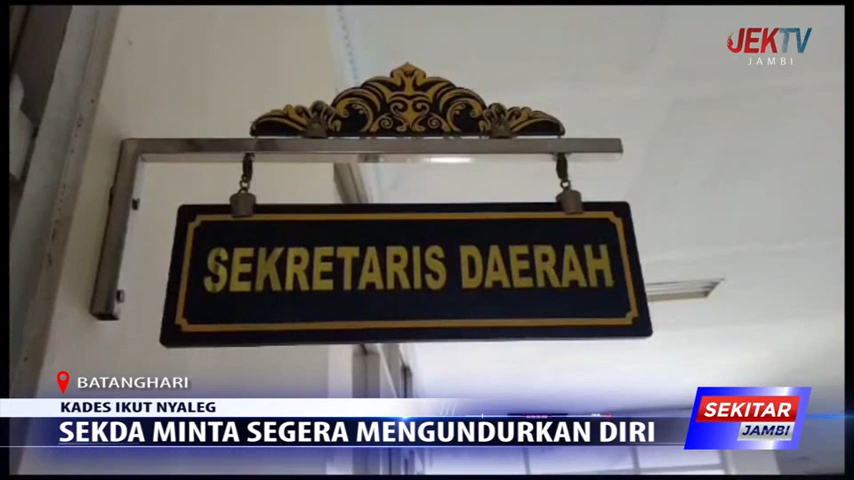 JEKTV
JAMBI
SEKRETARIS DAERAH
BATANGHARI
KADES IKUT NYALEG
SEKDA MINTA SEGERA MENGUNDURKAN DIRI
SEKITAR
JAMBI